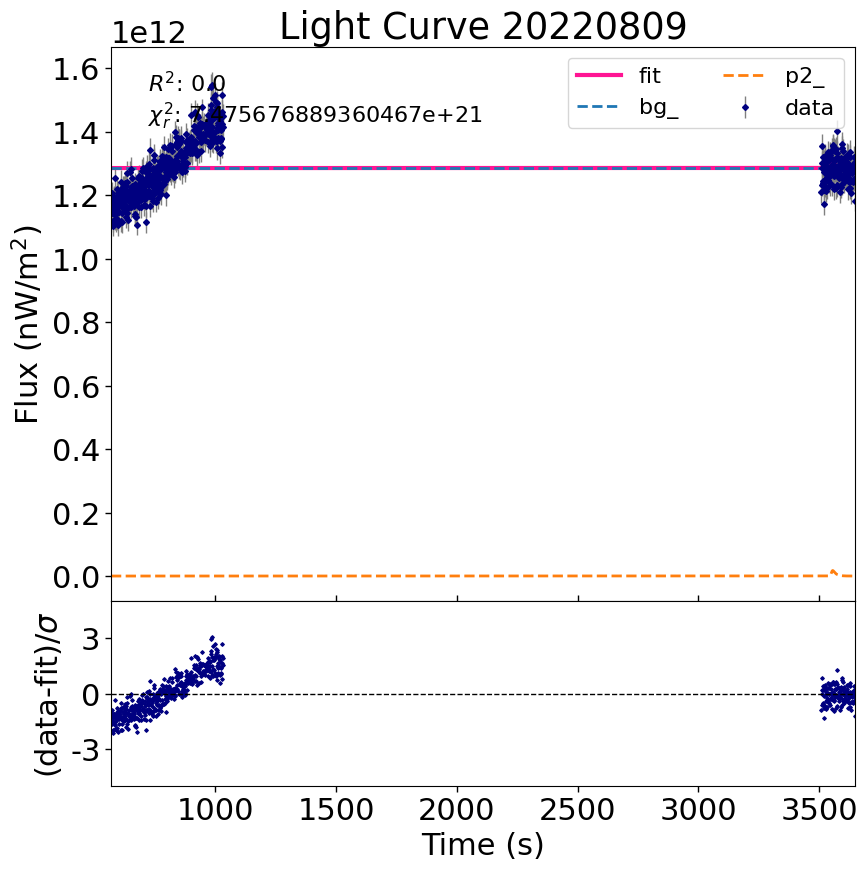 Light Curve 20220809
1e12
R²: 0.0
χ²ᵣ: 7.475676889360467e+21
fit
bg_
p2_
data
1.6
1.4
1.2
1.0
0.8
0.6
0.4
0.2
0.0
Flux (nW/m²)
3
0
-3
(data-fit)/σ
1000
1500
2000
2500
3000
3500
Time (s)